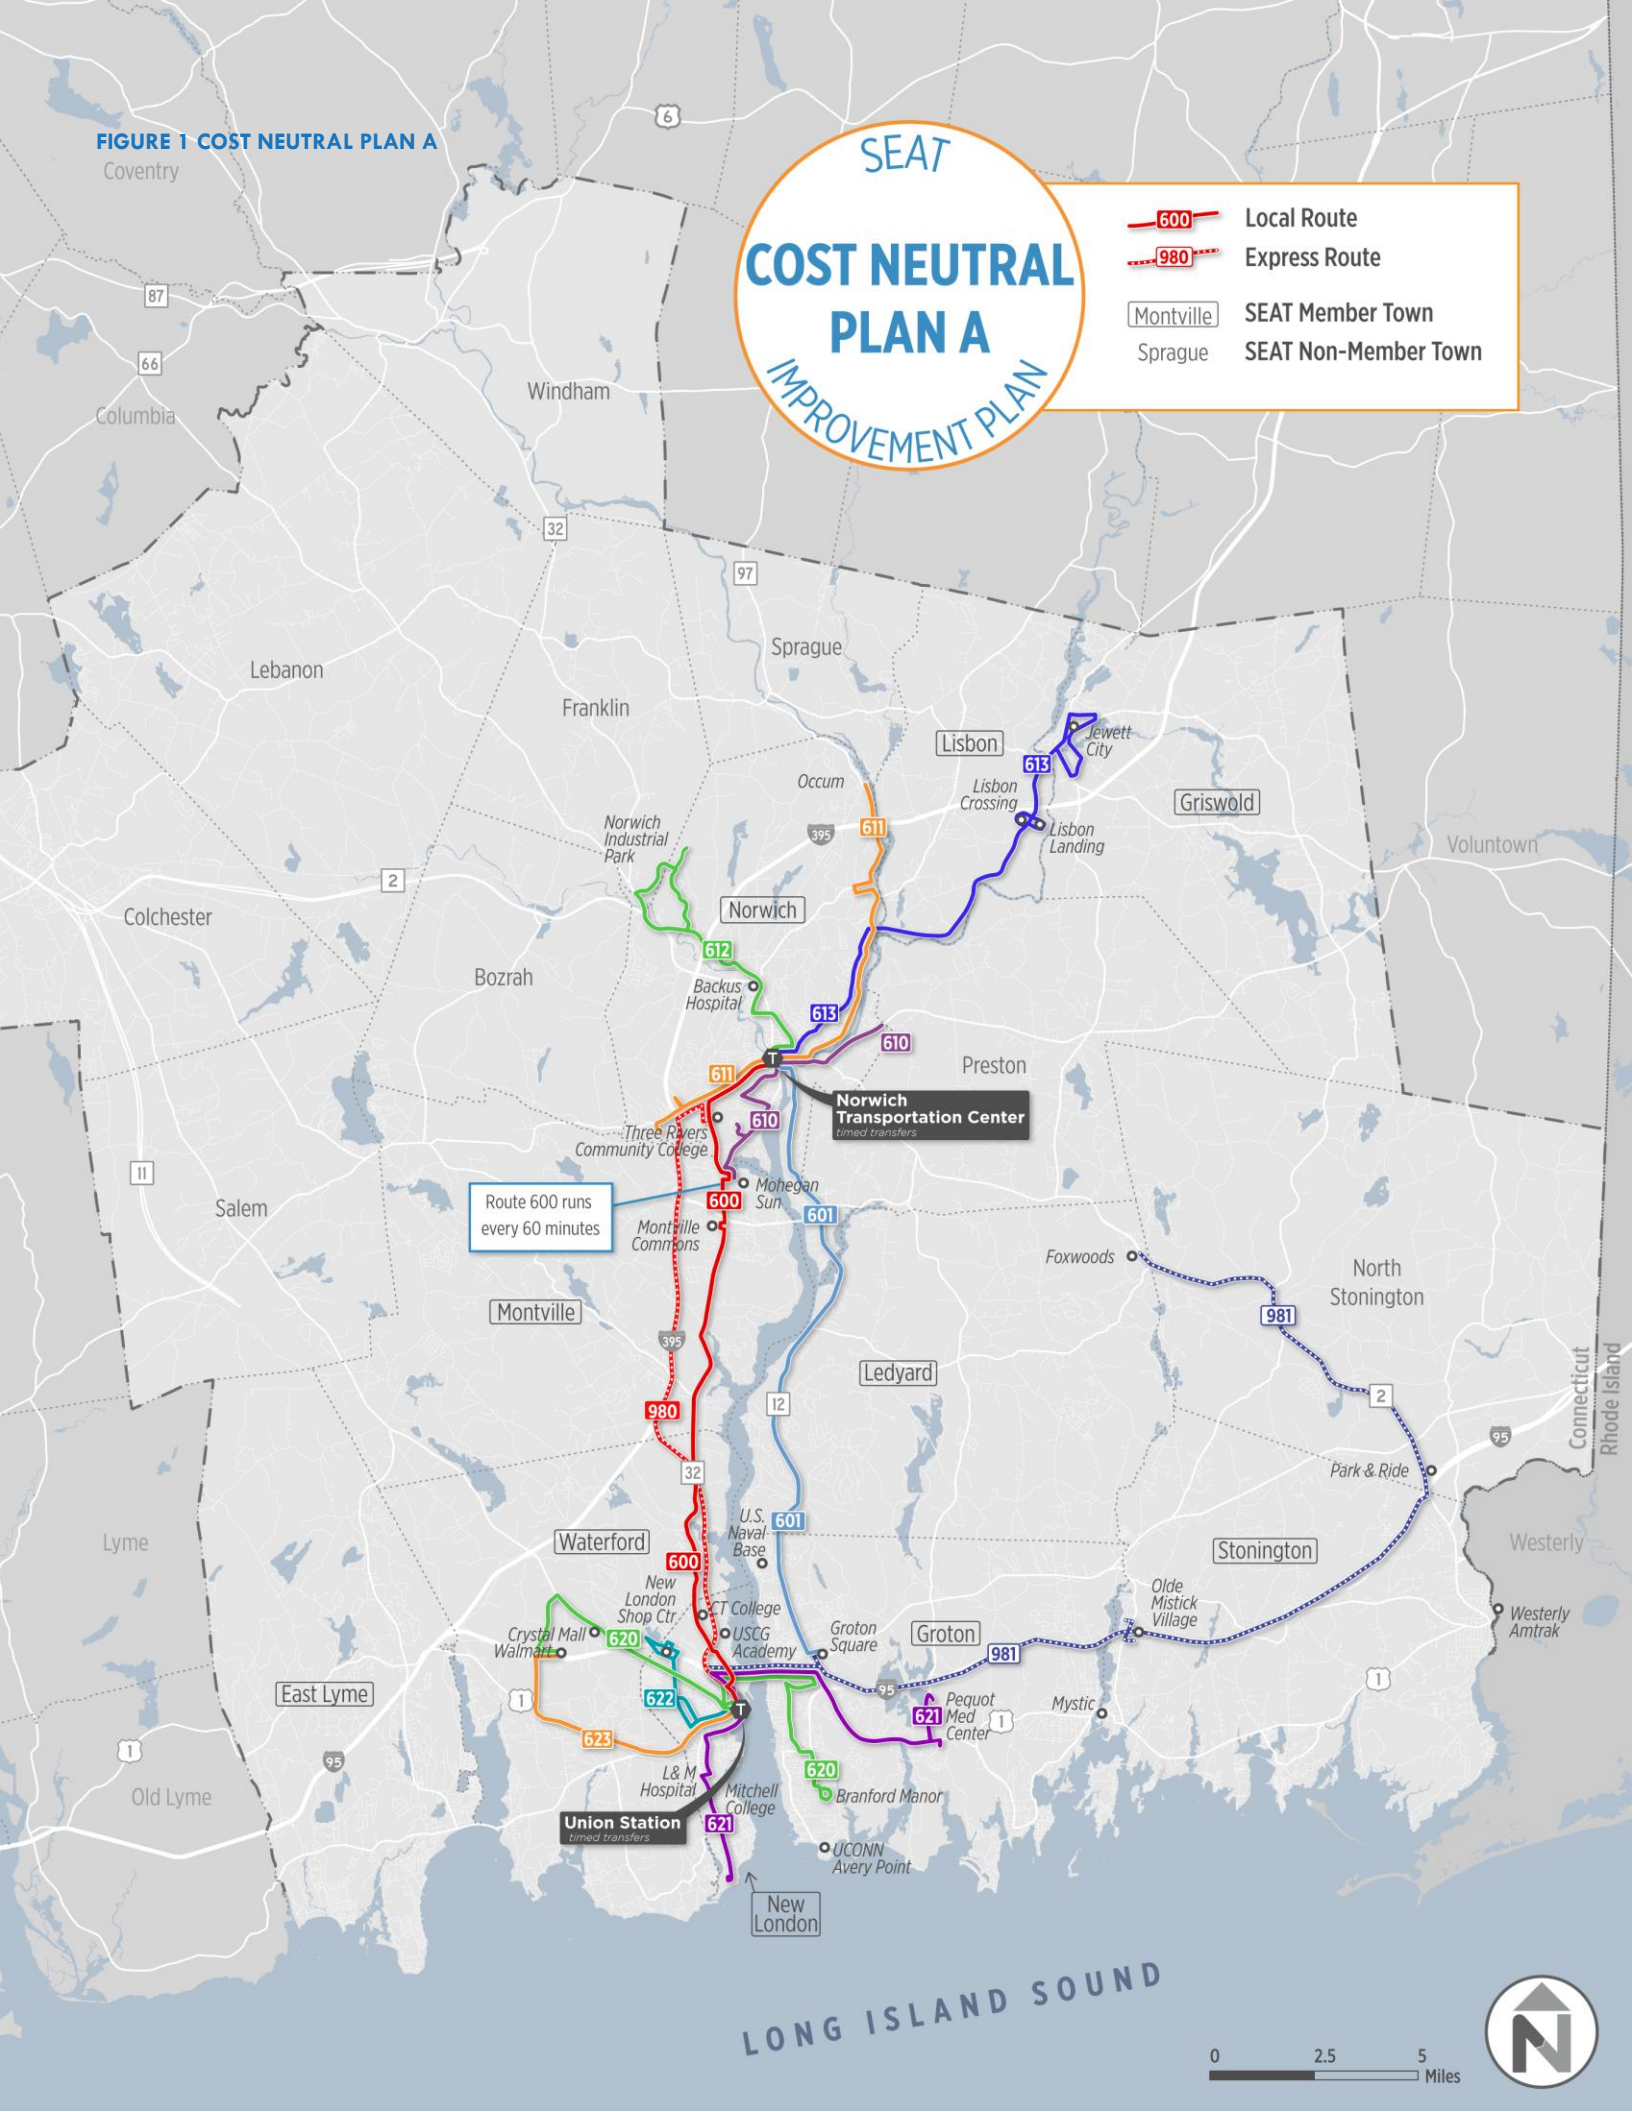 FIGURE 1 COST NEUTRAL PLAN A
Coventry
6
SEAT
COST NEUTRAL
PLAN A
IMPROVEMENT PLAN
600 Local Route
980 Express Route
Montville SEAT Member Town
Sprague SEAT Non-Member Town
87
66
Columbia
Windham
32
97
Sprague
Lebanon
Franklin
Lisbon
Jewett
City
613
Occum
Lisbon
Crossing
Griswold
Norwich
Industrial
Park
395
611
Lisbon
Landing
Voluntown
2
Norwich
Colchester
612
Bozrah
Backus
Hospital
613
610
Preston
611
Norwich
Transportation Center
timed transfers
610
Three Rivers
Community College
11
Mohegan
Sun
Route 600 runs
every 60 minutes
600
601
Salem
Montville
Commons
Foxwoods
North
Stonington
981
Montville
395
Connecticut
Rhode Island
Ledyard
2
12
980
95
32
Park & Ride
U.S.
Naval
Base
601
Waterford
Lyme
Stonington
Westerly
600
New
London
Shop Ctr
CT College
Olde
Mistick
Village
Westerly
Amtrak
Crystal Mall
620
USCG
Academy
Groton
Square
Groton
Walmart
981
East Lyme
1
622
95
1
Pequot
Med
Center
621
1
Mystic
623
1
95
L & M
Hospital
620
Mitchell
College
Branford Manor
Old Lyme
Union Station
timed transfers
621
UCONN
Avery Point
New
London
LONG ISLAND SOUND
N
0 2.5 5
Miles